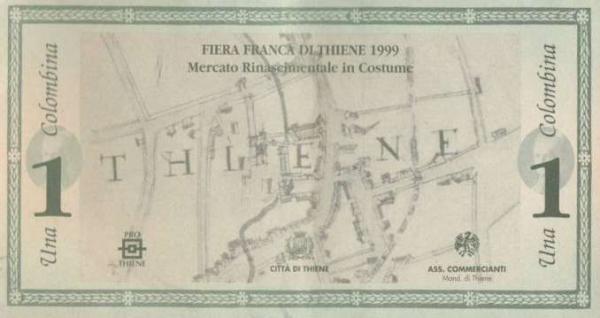 FIERA FRANCA DI THIENE 1999
Mercato Rinascimentale in Costume
Una 1 Colombina
THIENE
Una 1 Colombina
PRO
THIENE
CITTÀ DI THIENE
ASS. COMMERCIANTI
Mand. di Thiene